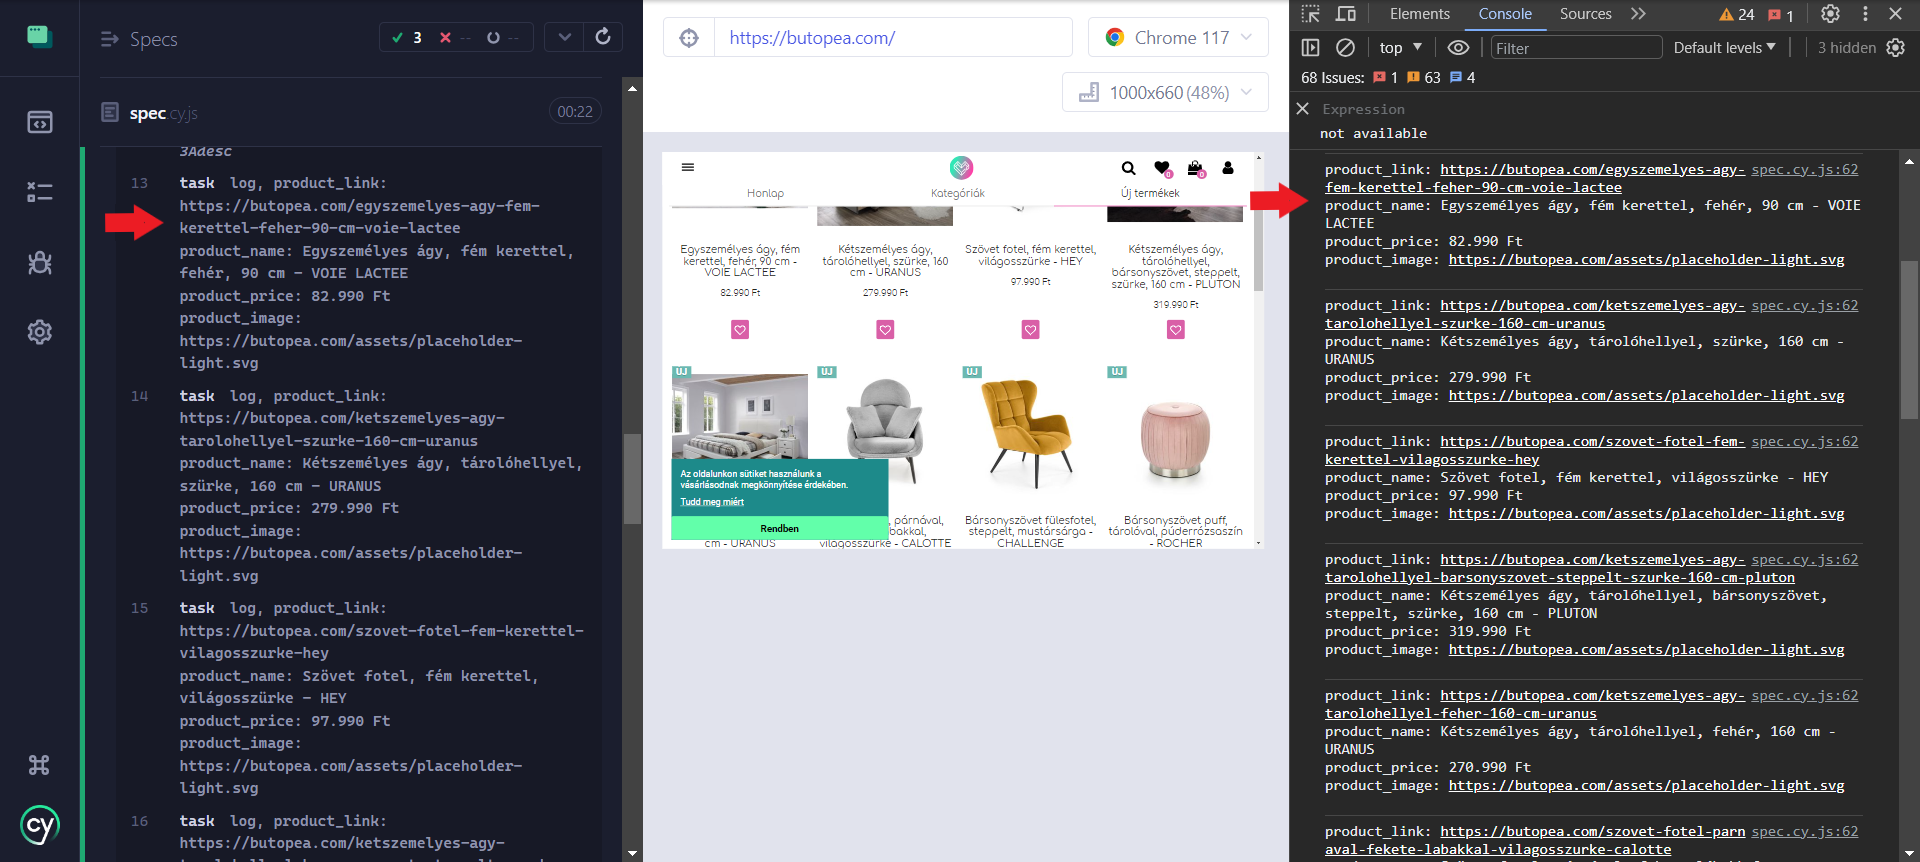 Specs
3
--
--
spec.cy.js
00:22
3Adesc
13 task log, product_link:
https://butopea.com/egyszemelyes-agy-fem-
kerettel-feher-90-cm-voie-lactee
product_name: Egyszemélyes ágy, fém kerettel,
fehér, 90 cm - VOIE LACTEE
product_price: 82.990 Ft
product_image:
https://butopea.com/assets/placeholder-
light.svg
14 task log, product_link:
https://butopea.com/ketszemelyes-agy-
tarolohellyel-szurke-160-cm-uranus
product_name: Kétszemélyes ágy, tárolóhellyel,
szürke, 160 cm - URANUS
product_price: 279.990 Ft
product_image:
https://butopea.com/assets/placeholder-
light.svg
15 task log, product_link:
https://butopea.com/szovet-fotel-fem-kerettel-
vilagosszurke-hey
product_name: Szövet fotel, fém kerettel,
világosszürke - HEY
product_price: 97.990 Ft
product_image:
https://butopea.com/assets/placeholder-
light.svg
16 task log, product_link:
https://butopea.com/ketszemelyes-agy-
cy
https://butopea.com/
Chrome 117
1000x660 (48%)
0
0
Honlap
Kategóriák
Új termékek
Egyszemélyes ágy, fém
kerettel, fehér, 90 cm -
VOIE LACTEE
82.990 Ft
Kétszemélyes ágy,
tárolóhellyel, szürke, 160
cm - URANUS
279.990 Ft
Szövet fotel, fém kerettel,
világosszürke - HEY
97.990 Ft
Kétszemélyes ágy,
tárolóhellyel,
bársonyszövet, steppelt,
szürke, 160 cm - PLUTON
319.990 Ft
ÚJ
ÚJ
ÚJ
ÚJ
Az oldalunkon sütiket használunk a
vásárlásodnak megkönnyítése érdekében.
Tudd meg miért
Rendben
cm - URANUS
párnával,
bakkal,
világosszürke - CALOTTE
Bársonyszövet fülesfotel,
steppelt, mustársárga -
CHALLENGE
Bársonyszövet puff,
tárolóval, púderrózsaszín
- ROCHER
Elements Console Sources 24 1
top Filter Default levels 3 hidden
68 Issues: 1 63 4
Expression
not available
product_link: https://butopea.com/egyszemelyes-agy- spec.cy.js:62
fem-kerettel-feher-90-cm-voie-lactee
product_name: Egyszemélyes ágy, fém kerettel, fehér, 90 cm - VOIE
LACTEE
product_price: 82.990 Ft
product_image: https://butopea.com/assets/placeholder-light.svg
product_link: https://butopea.com/ketszemelyes-agy- spec.cy.js:62
tarolohellyel-szurke-160-cm-uranus
product_name: Kétszemélyes ágy, tárolóhellyel, szürke, 160 cm -
URANUS
product_price: 279.990 Ft
product_image: https://butopea.com/assets/placeholder-light.svg
product_link: https://butopea.com/szovet-fotel-fem- spec.cy.js:62
kerettel-vilagosszurke-hey
product_name: Szövet fotel, fém kerettel, világosszürke - HEY
product_price: 97.990 Ft
product_image: https://butopea.com/assets/placeholder-light.svg
product_link: https://butopea.com/ketszemelyes-agy- spec.cy.js:62
tarolohellyel-barsonyszovet-steppelt-szurke-160-cm-pluton
product_name: Kétszemélyes ágy, tárolóhellyel, bársonyszövet,
steppelt, szürke, 160 cm - PLUTON
product_price: 319.990 Ft
product_image: https://butopea.com/assets/placeholder-light.svg
product_link: https://butopea.com/ketszemelyes-agy- spec.cy.js:62
tarolohellyel-feher-160-cm-uranus
product_name: Kétszemélyes ágy, tárolóhellyel, fehér, 160 cm -
URANUS
product_price: 270.990 Ft
product_image: https://butopea.com/assets/placeholder-light.svg
product_link: https://butopea.com/szovet-fotel-parn spec.cy.js:62
aval-fekete-labakkal-vilagosszurke-calotte